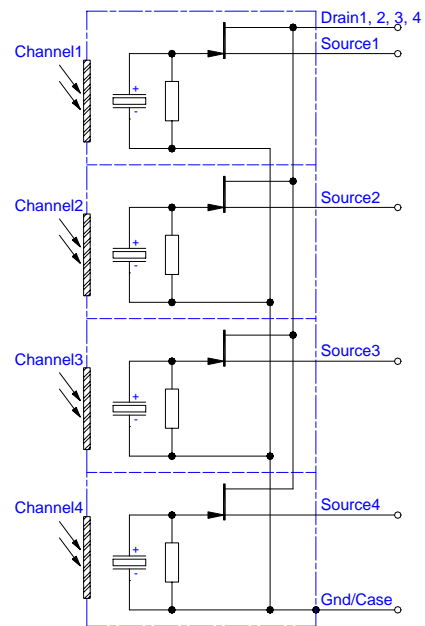 Drain1, 2, 3, 4
Channel1
Source1
+
-
Channel2
Source2
+
-
Channel3
Source3
+
-
Channel4
Source4
+
-
Gnd/Case